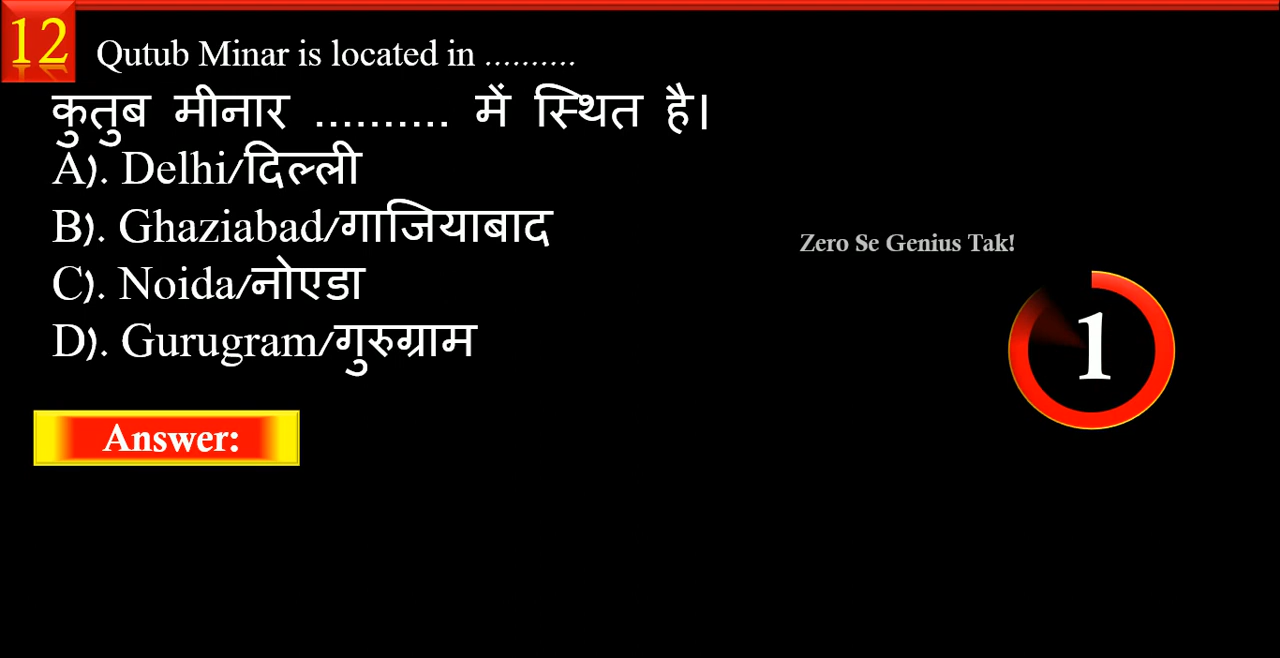 12
Qutub Minar is located in ..........
कुतुब मीनार .......... में स्थित है।
A). Delhi/दिल्ली
B). Ghaziabad/गाजियाबाद
C). Noida/नोएडा
D). Gurugram/गुरुग्राम
Zero Se Genius Tak!
1
Answer: